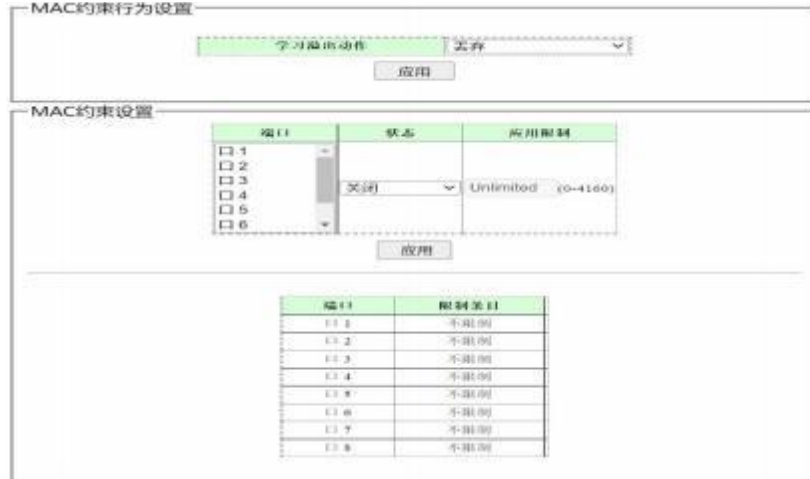 MAC约束行为设置
学习溢出动作 丢弃
应用
MAC约束设置
端口 状态 应用限制
口 1
口 2
口 3
口 4
口 5
口 6
关闭 Unlimited (0-4160)
应用
端口 限制条目
口 1 不限制
口 2 不限制
口 3 不限制
口 4 不限制
口 5 不限制
口 6 不限制
口 7 不限制
口 8 不限制